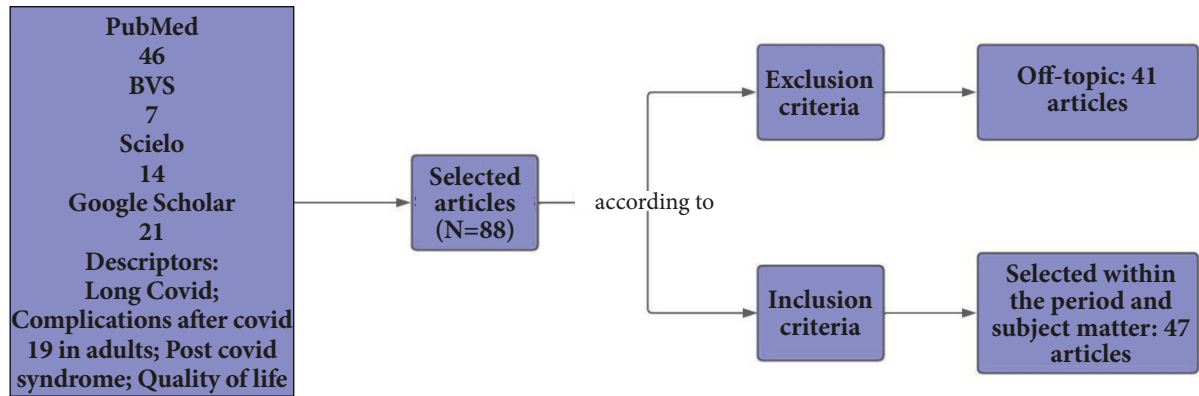 PubMed
46
BVS
7
Scielo
14
Google Scholar
21
Descriptors:
Long Covid;
Complications after covid
19 in adults; Post covid
syndrome; Quality of life
Selected
articles
(N=88)
according to
Exclusion
criteria
Off-topic: 41
articles
Inclusion
criteria
Selected within
the period and
subject matter: 47
articles